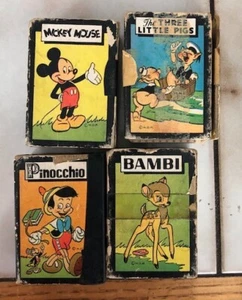 MICKEY MOUSE
The THREE
LITTLE PIGS
Pinocchio
BAMBI